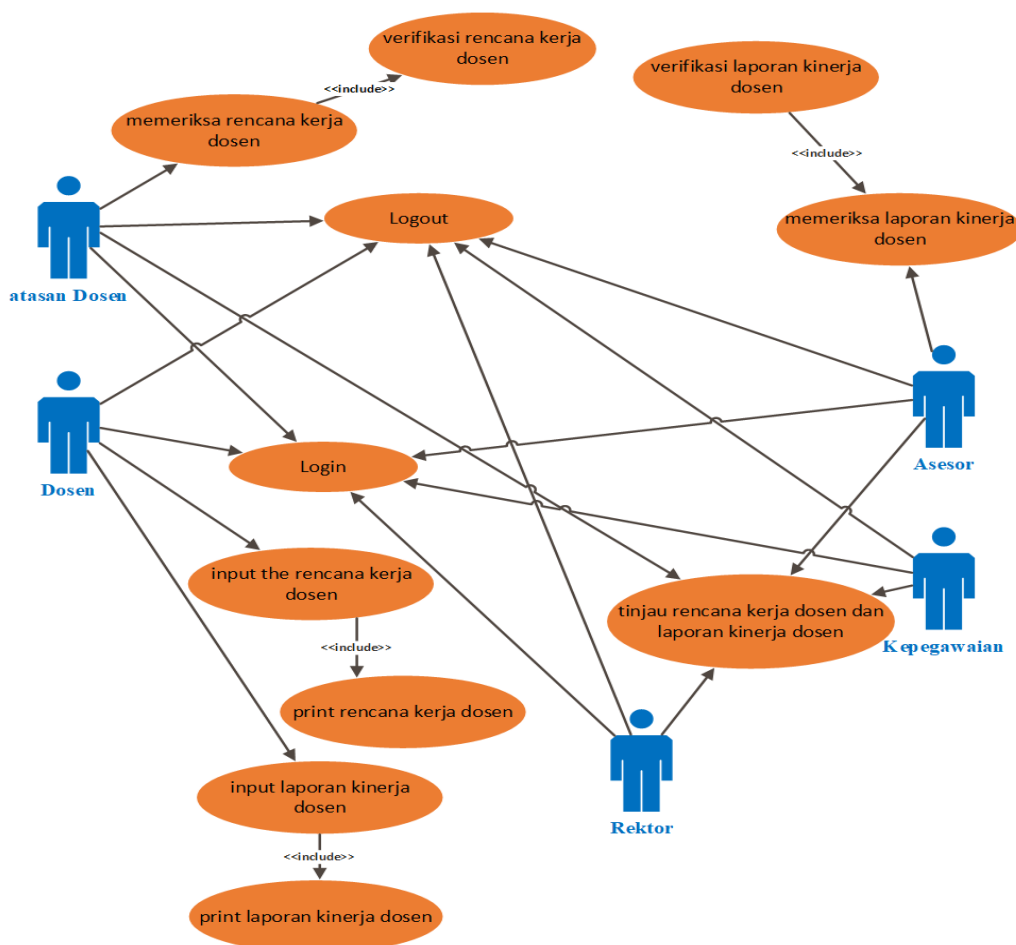 verifikasi rencana kerja
dosen
verifikasi laporan kinerja
dosen
<<include>>
memeriksa rencana kerja
dosen
<<include>>
Logout
memeriksa laporan kinerja
dosen
atasan Dosen
Dosen
Login
Asesor
input the rencana kerja
dosen
tinjau rencana kerja dosen dan
laporan kinerja dosen
Kepegawaian
<<include>>
print rencana kerja dosen
input laporan kinerja
dosen
Rektor
<<include>>
print laporan kinerja dosen